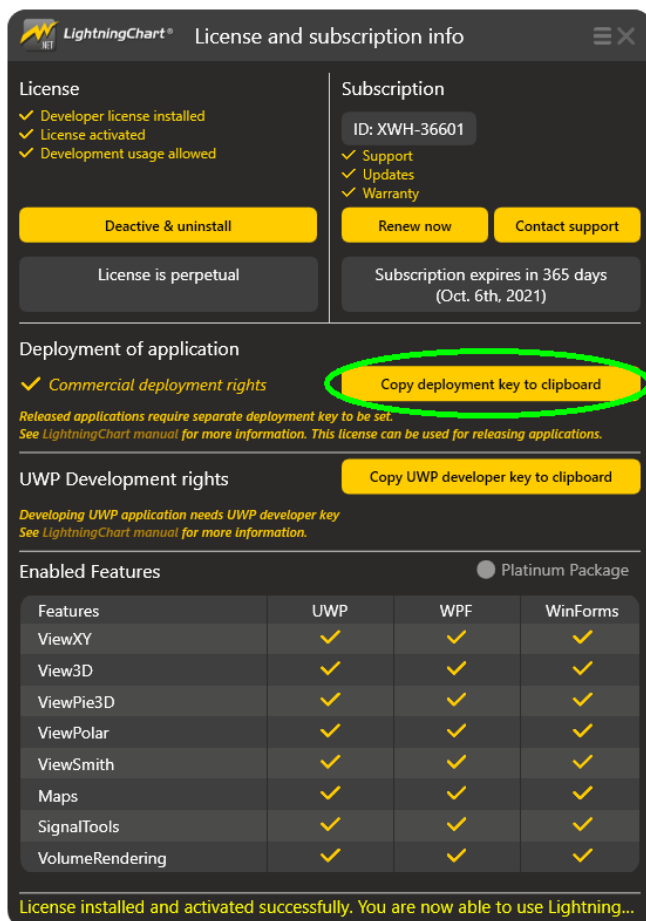 LightningChart®
NET
License and subscription info
License
Developer license installed
License activated
Development usage allowed
Deactive & uninstall
License is perpetual
Subscription
ID: XWH-36601
Support
Updates
Warranty
Renew now
Contact support
Subscription expires in 365 days
(Oct. 6th, 2021)
Deployment of application
Commercial deployment rights
Copy deployment key to clipboard
Released applications require separate deployment key to be set.
See LightningChart manual for more information. This license can be used for releasing applications.
UWP Development rights
Copy UWP developer key to clipboard
Developing UWP application needs UWP developer key
See LightningChart manual for more information.
Enabled Features
Platinum Package
Features UWP WPF WinForms
ViewXY
View3D
ViewPie3D
ViewPolar
ViewSmith
Maps
SignalTools
VolumeRendering
License installed and activated successfully. You are now able to use Lightning...